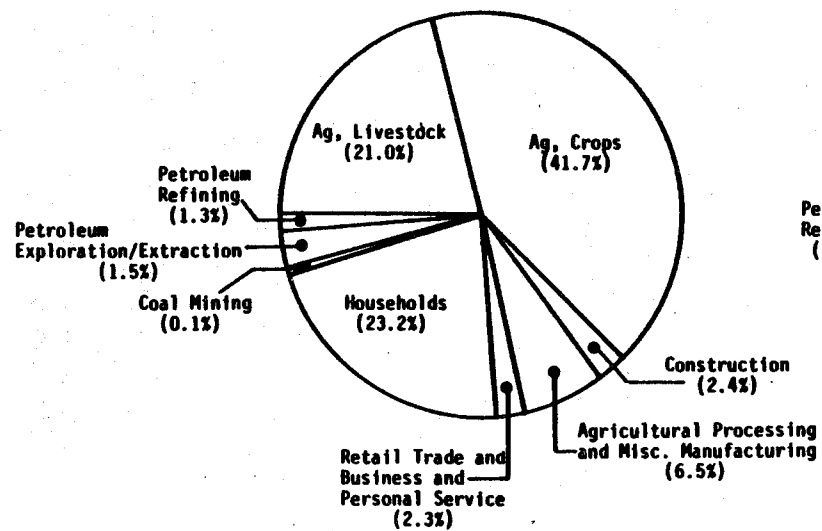 Ag, Livestock
(21.0%)
Ag, Crops
(41.7%)
Petroleum
Refining
(1.3%)
Petroleum
Exploration/Extraction
(1.5%)
Coal Mining
(0.1%)
Households
(23.2%)
Construction
(2.4%)
Agricultural Processing
and Misc. Manufacturing
(6.5%)
Retail Trade and
Business and
Personal Service
(2.3%)
Pe
Re
(